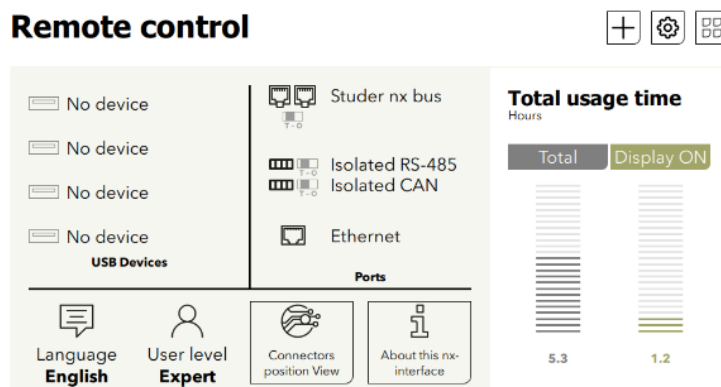 Remote control
No device
No device
No device
No device
USB Devices
Studer nx bus
T - O
Isolated RS-485
T - O
Isolated CAN
T - O
Ethernet
Ports
Language
English
User level
Expert
Connectors
position View
About this nx-
interface
Total usage time
Hours
Total
Display ON
5.3
1.2